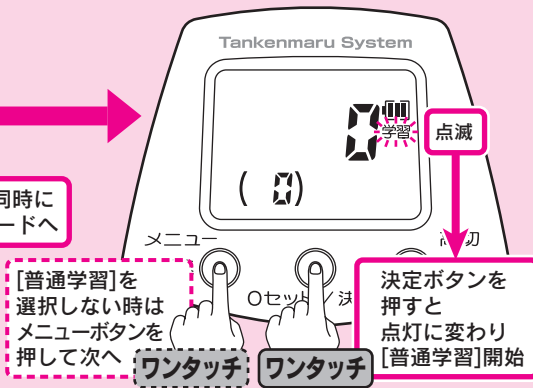 Tankenmaru System
0
学習
点滅
( 0)
同時に
ードへ
メニュー
切
0セット/決
[普通学習]を
選択しない時は
メニューボタンを
押して次へ
ワンタッチ
ワンタッチ
決定ボタンを
押すと
点灯に変わり
[普通学習]開始